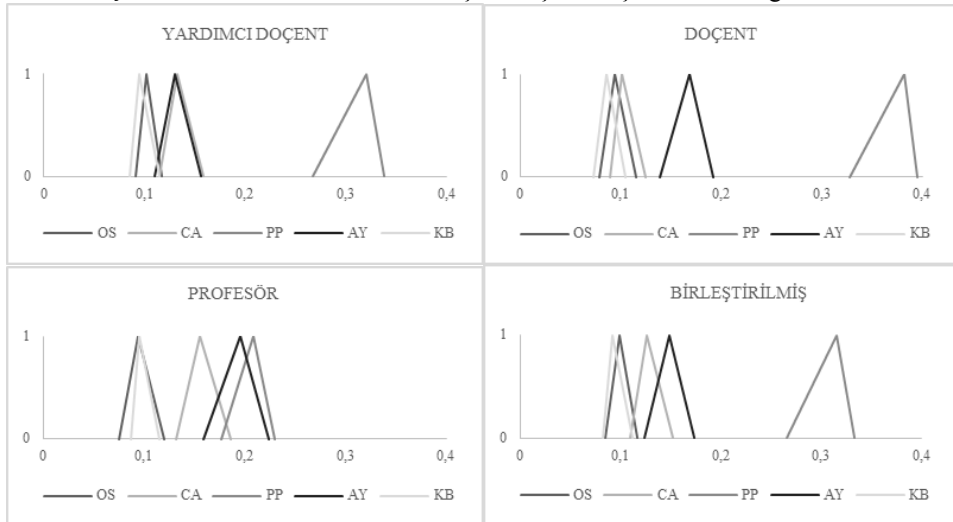 YARDIMCI DOÇENT
1
0
0 0,1 0,2 0,3 0,4
OS CA PP AY KB
DOÇENT
1
0
0 0,1 0,2 0,3 0,4
OS CA PP AY KB
PROFESÖR
1
0
0 0,1 0,2 0,3 0,4
OS CA PP AY KB
BİRLEŞTİRİLMİŞ
1
0
0 0,1 0,2 0,3 0,4
OS CA PP AY KB